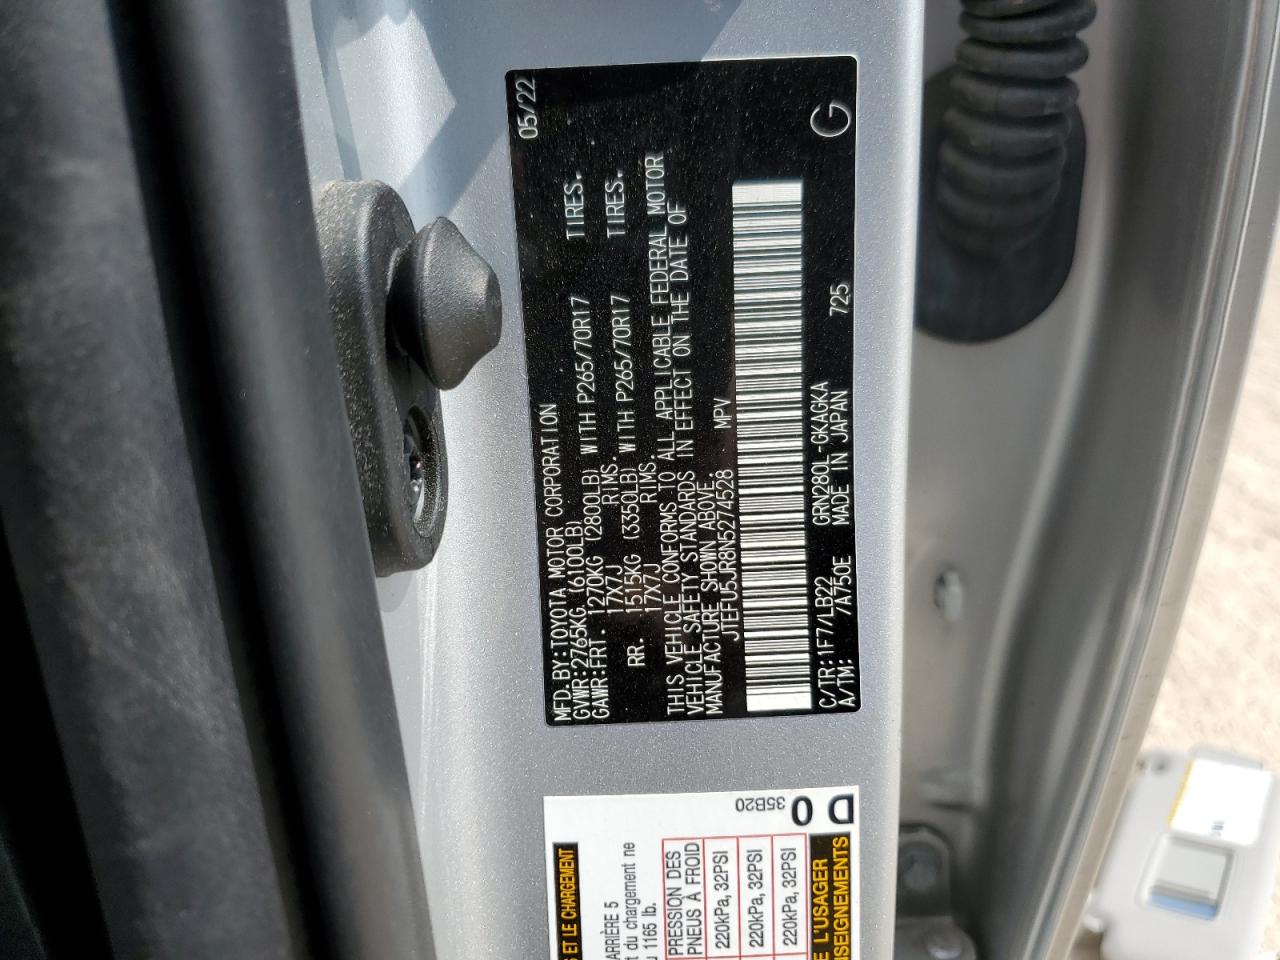 MFD.BY:TOYOTA MOTOR CORPORATION 05/22
GVWR:2765KG (6100LB)
GAWR:FRT. 1270KG (2800LB) WITH P265/70R17 TIRES.
17X7J RIMS.
RR. 1515KG (3350LB) WITH P265/70R17 TIRES.
17X7J RIMS.
THIS VEHICLE CONFORMS TO ALL APPLICABLE FEDERAL MOTOR
VEHICLE SAFETY STANDARDS IN EFFECT ON THE DATE OF
MANUFACTURE SHOWN ABOVE.
JTEFU5JR8N5274528 MPV
C/TR:1F7/LB22 GRN280L-GKAGKA 725
A/TM: 7A750E MADE IN JAPAN
G
ET LE CHARGEMENT
ARRIÈRE 5
du chargement ne
1165 lb.
PRESSION DES
PNEUS À FROID
220kPa, 32PSI
220kPa, 32PSI
220kPa, 32PSI
L'USAGER
35B20
0
D